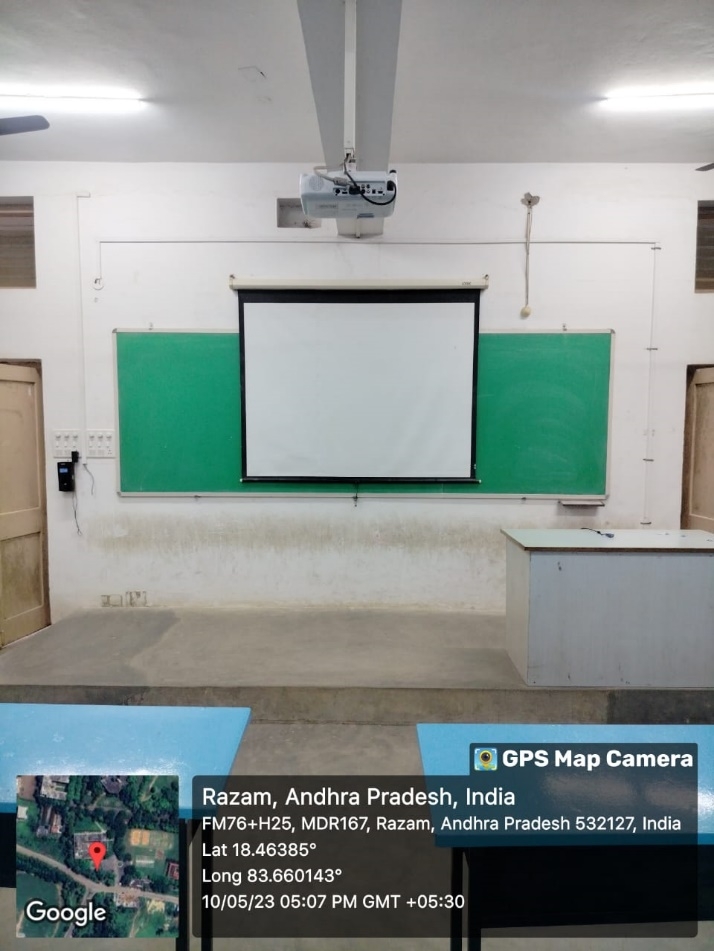 GPS Map Camera
Razam, Andhra Pradesh, India
FM76+H25, MDR167, Razam, Andhra Pradesh 532127, India
Lat 18.46385°
Long 83.660143°
10/05/23 05:07 PM GMT +05:30
Google